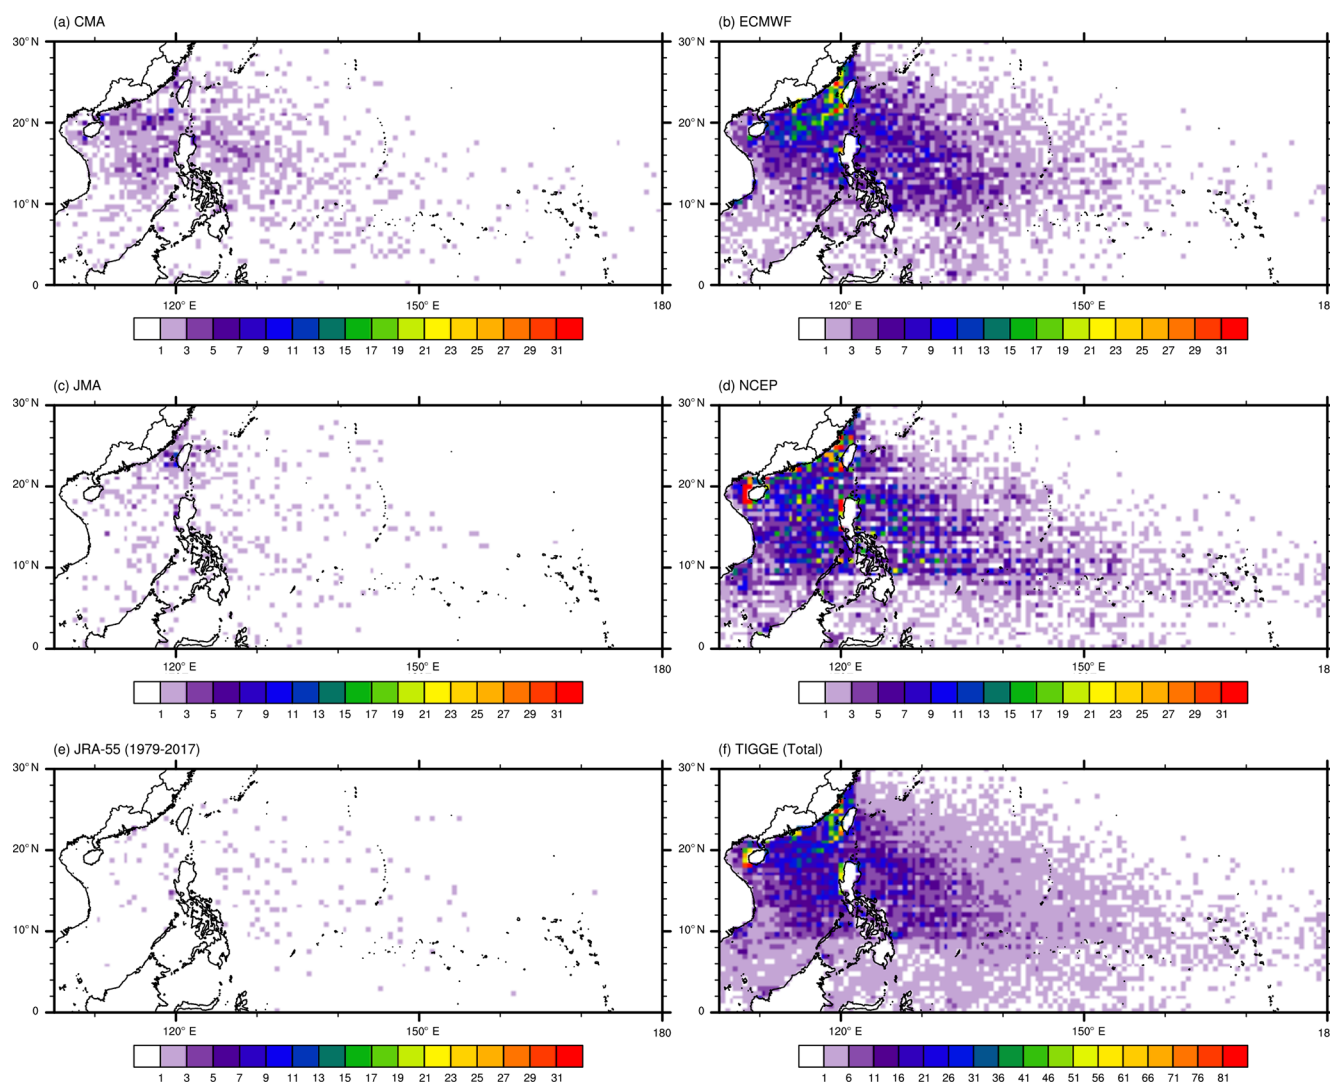 (a) CMA
30° N
20° N
10° N
0
120° E 150° E 180
1 3 5 7 9 11 13 15 17 19 21 23 25 27 29 31
(b) ECMWF
30° N
20° N
10° N
0
120° E 150° E 18
1 3 5 7 9 11 13 15 17 19 21 23 25 27 29 31
(c) JMA
30° N
20° N
10° N
0
120° E 150° E 180
1 3 5 7 9 11 13 15 17 19 21 23 25 27 29 31
(d) NCEP
30° N
20° N
10° N
0
120° E 150° E 18
1 3 5 7 9 11 13 15 17 19 21 23 25 27 29 31
(e) JRA-55 (1979-2017)
30° N
20° N
10° N
0
120° E 150° E 180
1 3 5 7 9 11 13 15 17 19 21 23 25 27 29 31
(f) TIGGE (Total)
30° N
20° N
10° N
0
120° E 150° E 18
1 6 11 16 21 26 31 36 41 46 51 56 61 66 71 76 81